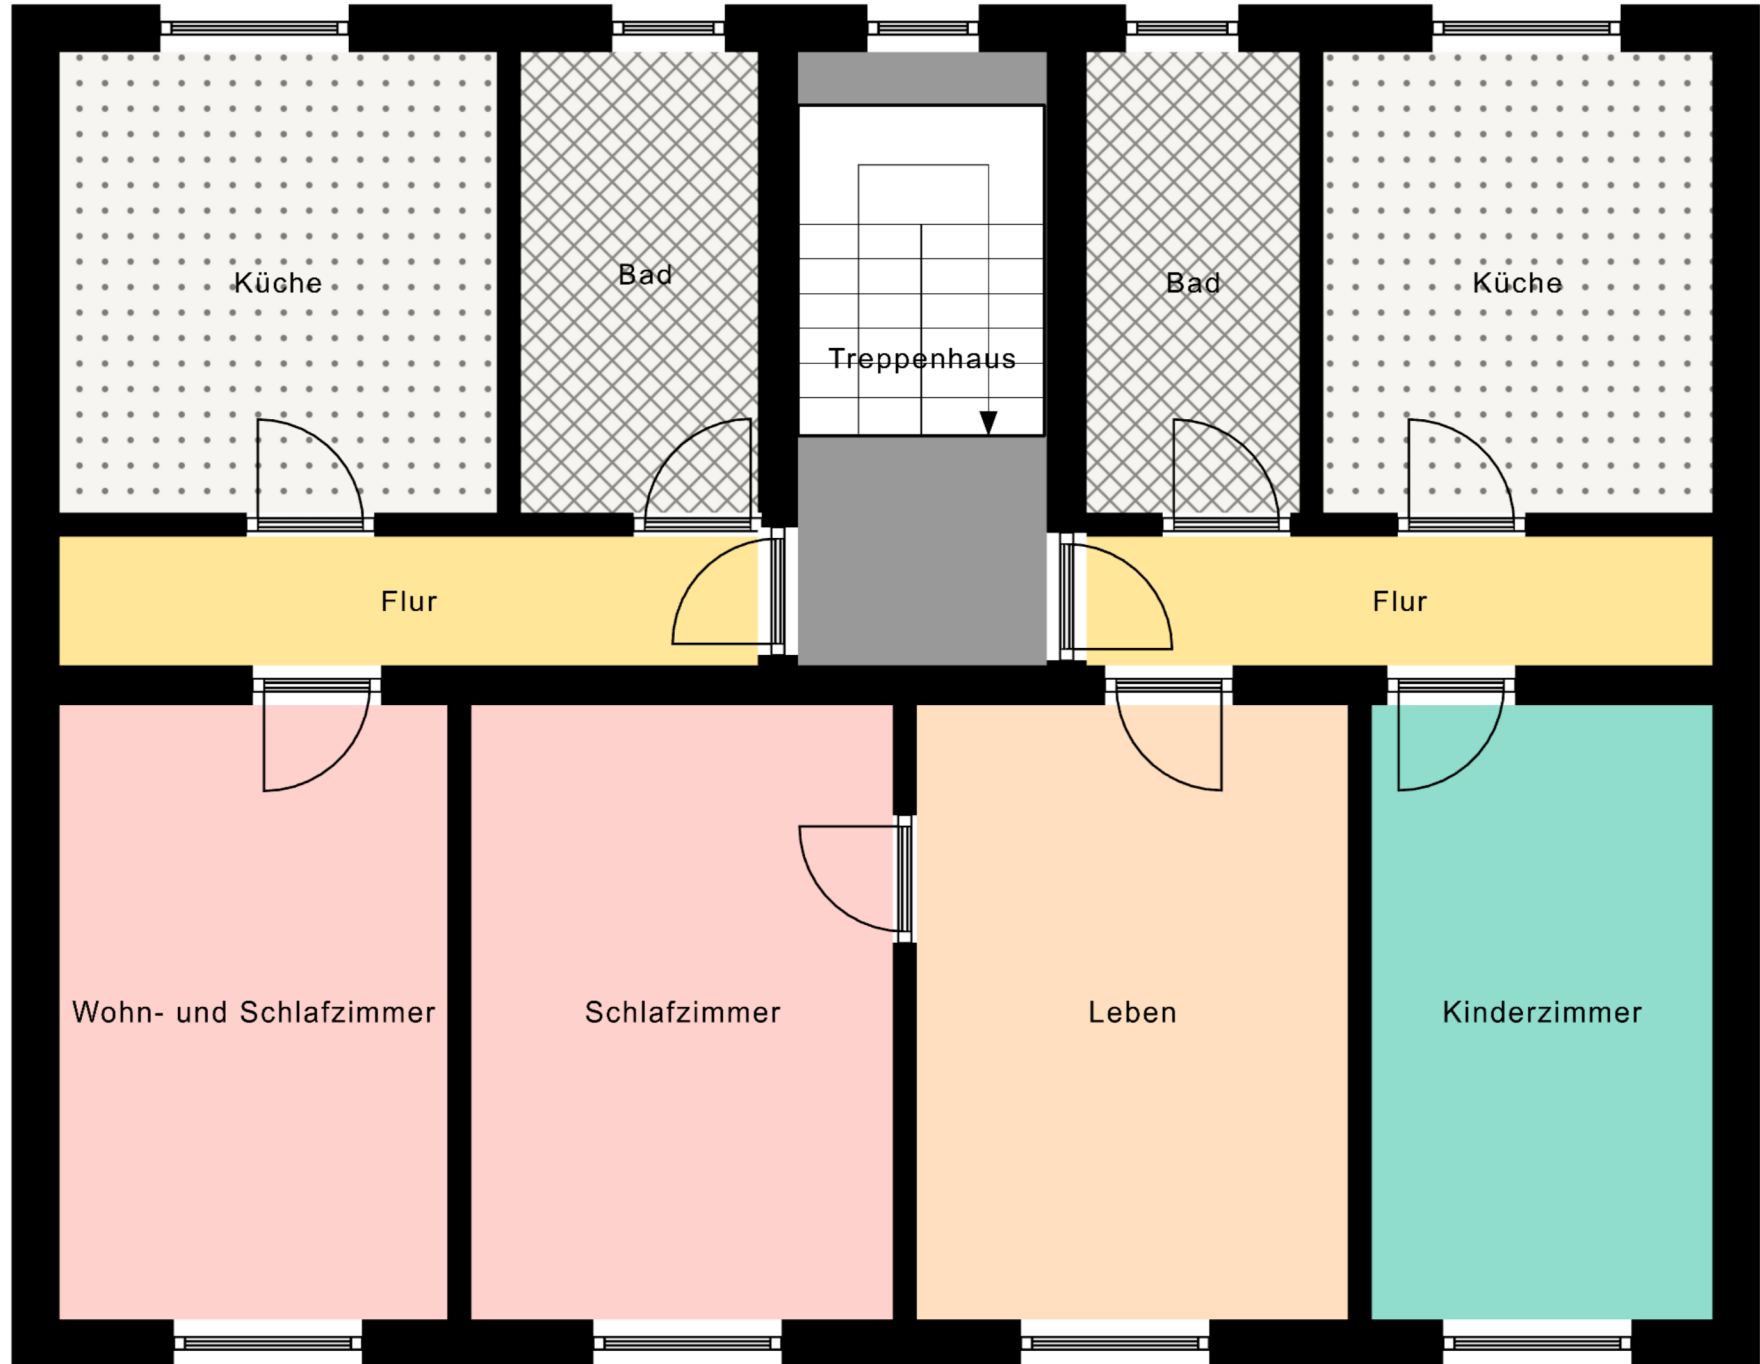 Küche
Bad
Treppenhaus
Bad
Küche
Flur
Flur
Wohn- und Schlafzimmer
Schlafzimmer
Leben
Kinderzimmer